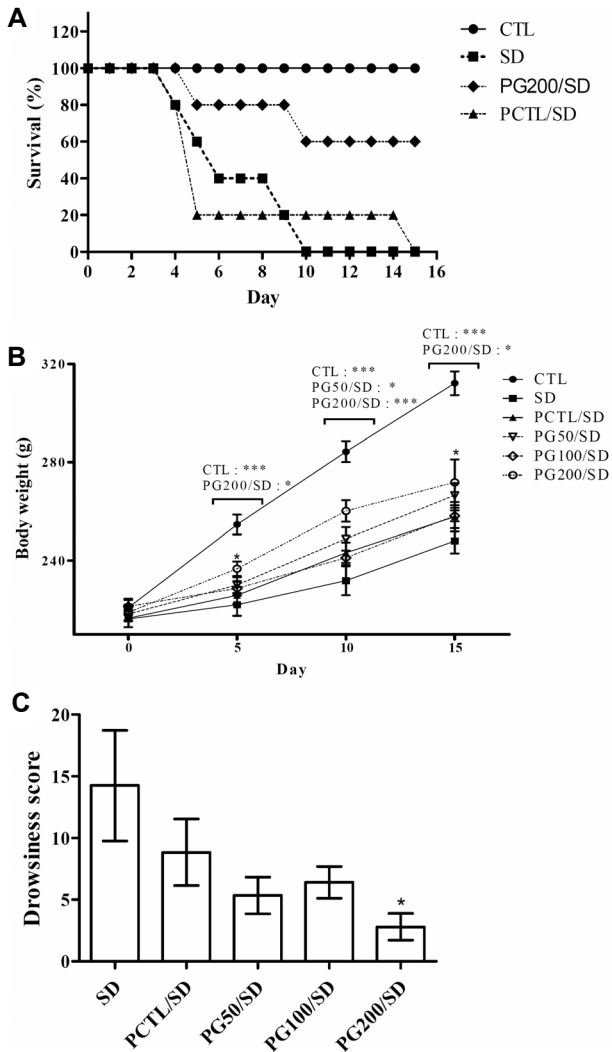 A
Survival (%)
120
100
80
60
40
20
0
0 2 4 6 8 10 12 14 16
Day
CTL
SD
PG200/SD
PCTL/SD
B
Body weight (g)
320
280
240
0 5 10 15
Day
CTL : ***
PG200/SD : *
CTL : ***
PG50/SD : *
PG200/SD : ***
CTL : ***
PG200/SD : *
*
*
CTL
SD
PCTL/SD
PG50/SD
PG100/SD
PG200/SD
C
Drowsiness score
20
15
10
5
0
*
SD
PCTL/SD
PG50/SD
PG100/SD
PG200/SD